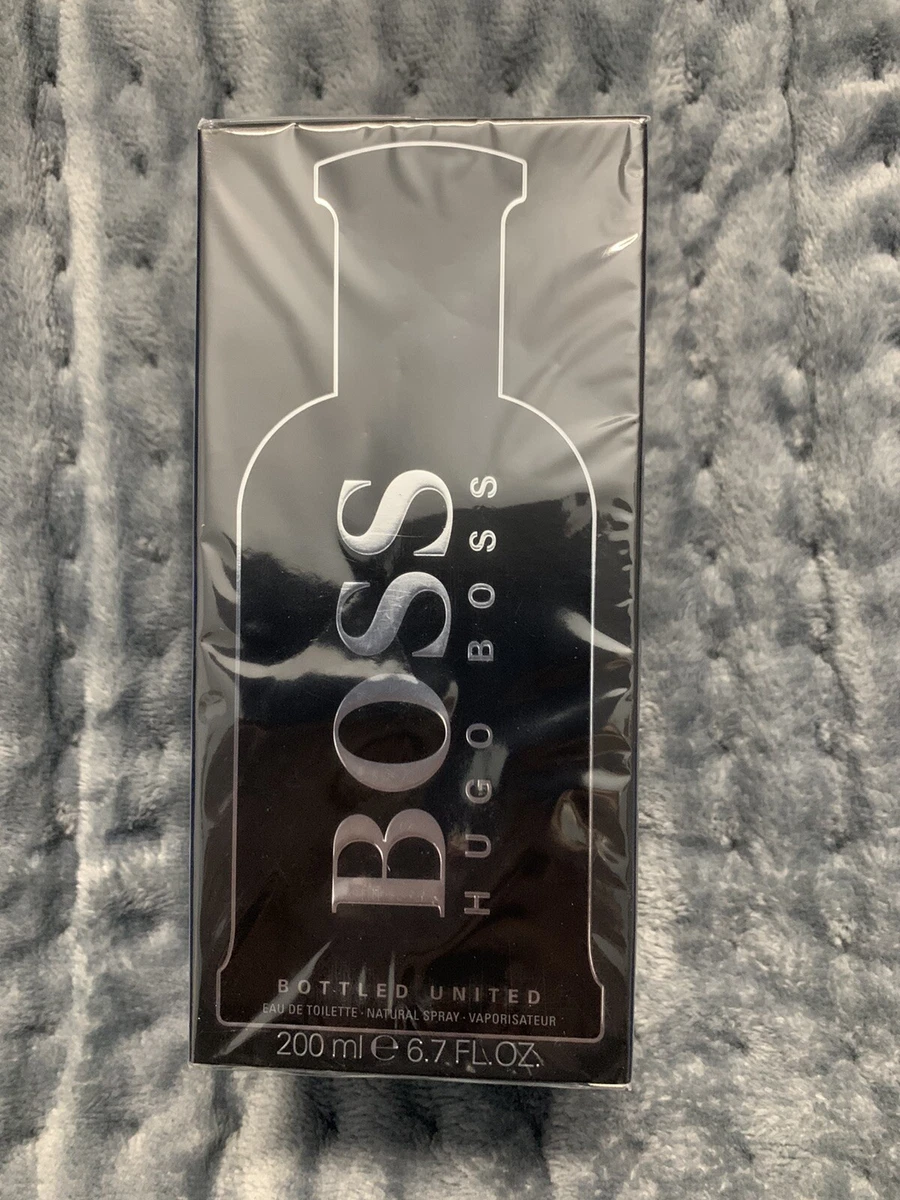 BOSS
HUGO BOSS
BOTTLED UNITED
EAU DE TOILETTE · NATURAL SPRAY · VAPORISATEUR
200 ml ℮ 6.7 FL.OZ.